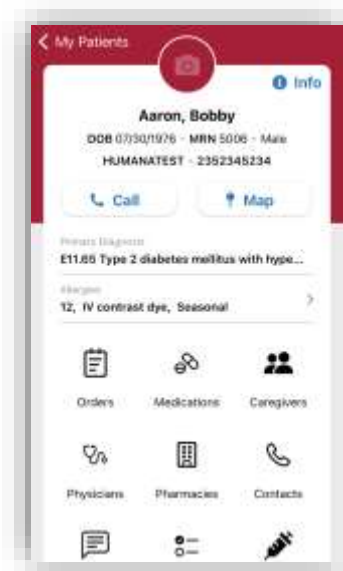 My Patients
Info
Aaron, Bobby
DOB 07/30/1976 - MRN 5006 - Male
HUMANATEST - 2352345234
Call
Map
Primary Diagnosis
E11.65 Type 2 diabetes mellitus with hype...
Allergies
12, IV contrast dye, Seasonal
Orders
Medications
Caregivers
Physicians
Pharmacies
Contacts